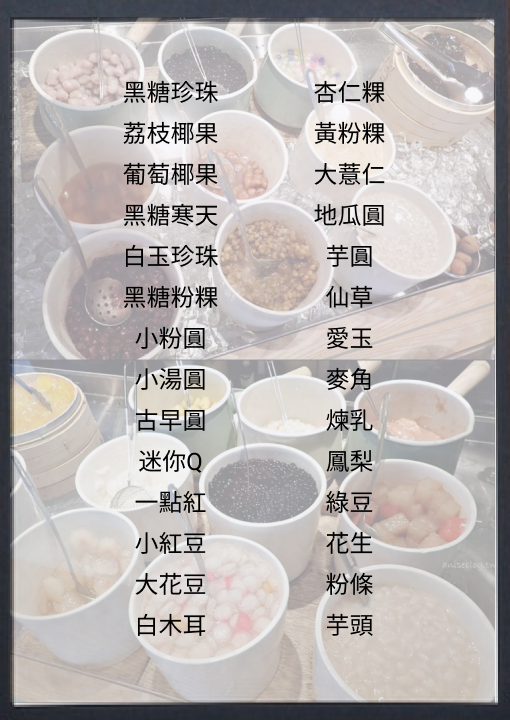 黑糖珍珠
荔枝椰果
葡萄椰果
黑糖寒天
白玉珍珠
黑糖粉粿
小粉圓
小湯圓
古早圓
迷你Q
一點紅
小紅豆
大花豆
白木耳
杏仁粿
黃粉粿
大薏仁
地瓜圓
芋圓
仙草
愛玉
麥角
煉乳
鳳梨
綠豆
花生
粉條
芋頭